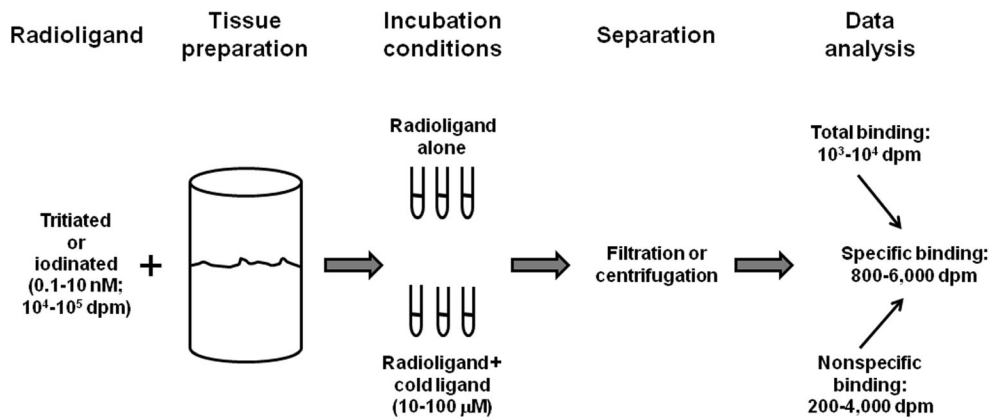 Radioligand
Tissue
preparation
Incubation
conditions
Separation
Data
analysis
Tritiated
or
iodinated
(0.1-10 nM;
10⁴-10⁵ dpm)
+
Radioligand
alone
Radioligand+
cold ligand
(10-100 µM)
Filtration or
centrifugation
Total binding:
10³-10⁴ dpm
Specific binding:
800-6,000 dpm
Nonspecific
binding:
200-4,000 dpm